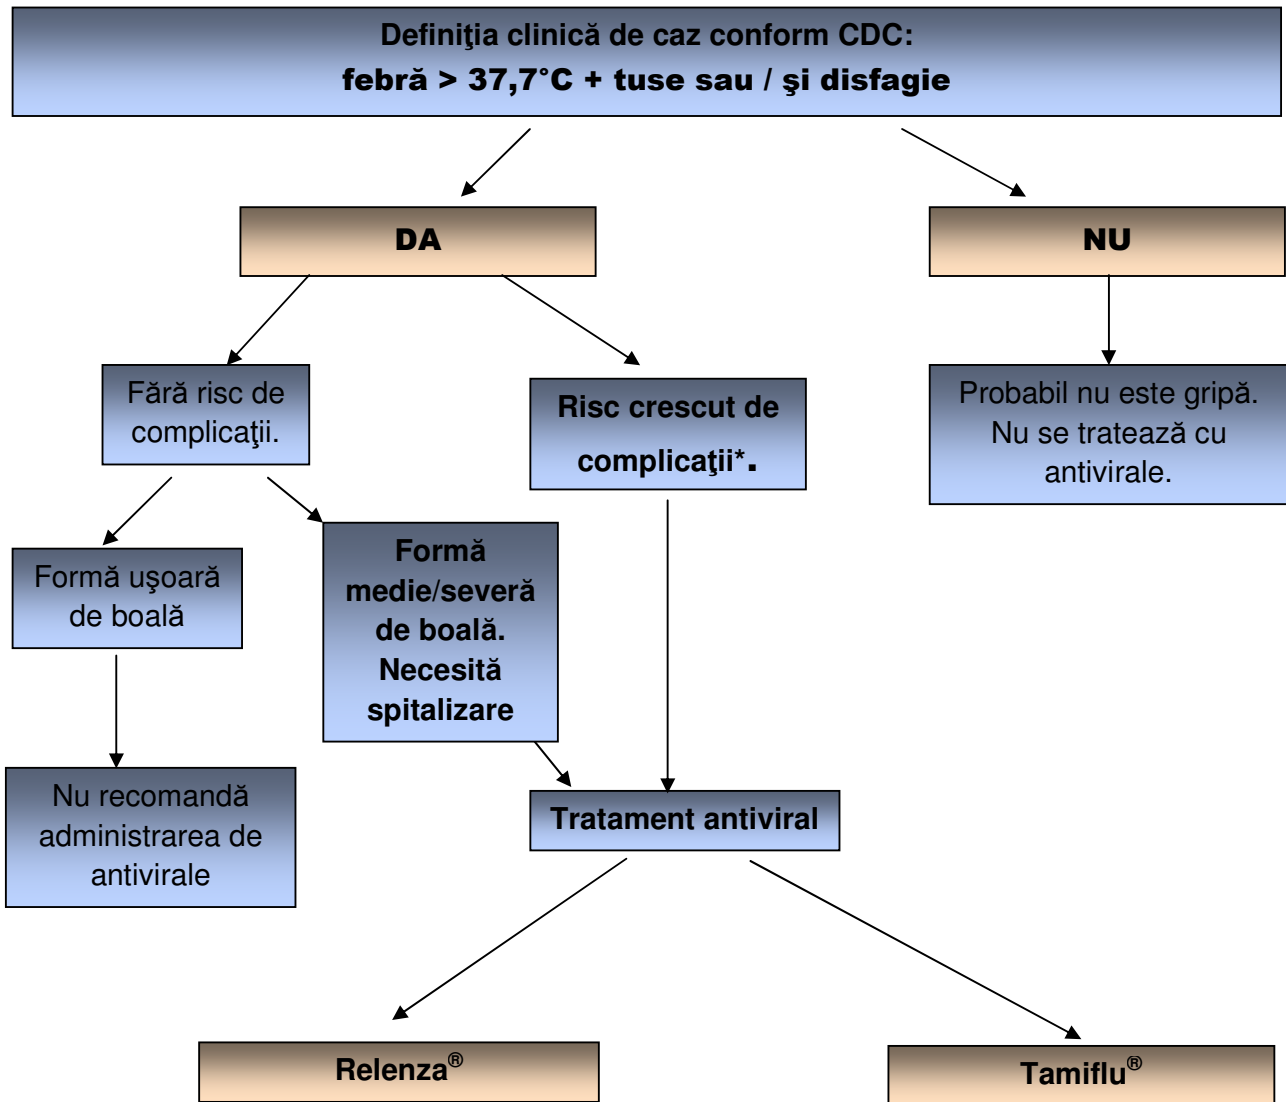 Definiţia clinică de caz conform CDC:
febră > 37,7°C + tuse sau / şi disfagie
DA
NU
Fără risc de
complicaţii.
Risc crescut de
complicaţii*.
Probabil nu este gripă.
Nu se tratează cu
antivirale.
Formă uşoară
de boală
Formă
medie/severă
de boală.
Necesită
spitalizare
Nu recomandă
administrarea de
antivirale
Tratament antiviral
Relenza®
Tamiflu®